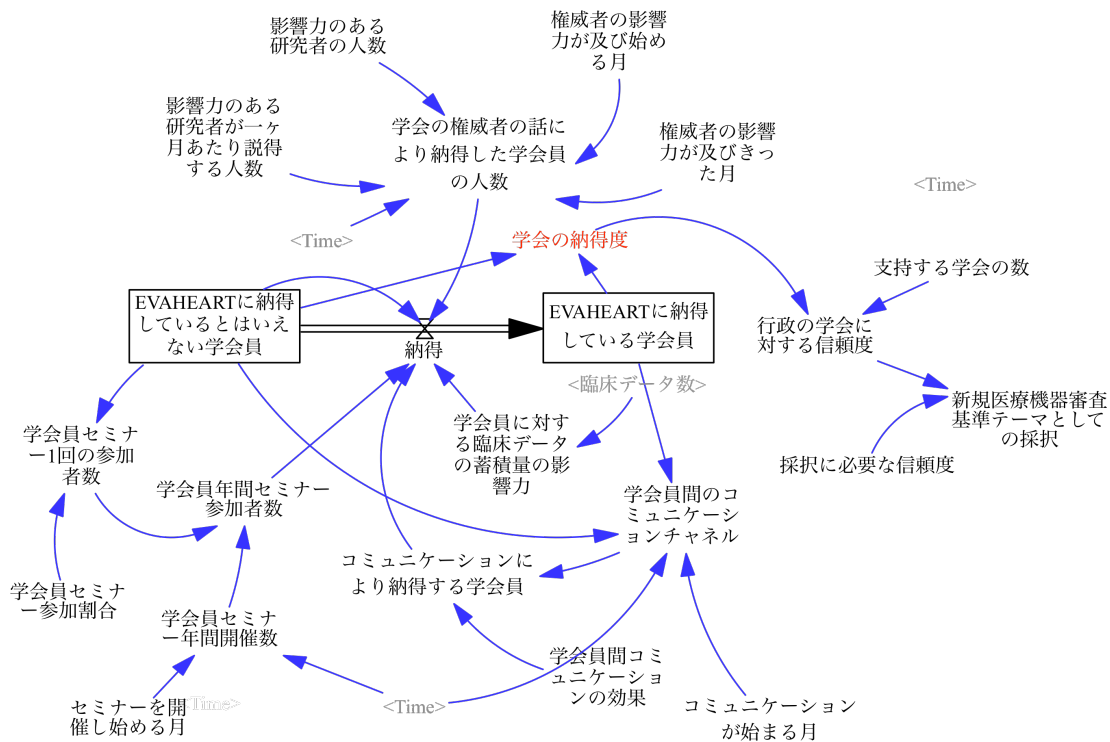 影響力のある
研究者の人数
権威者の影響
力が及び始め
る月
影響力のある
研究者が一ヶ
月あたり説得
する人数
学会の権威者の話に
より納得した学会員
の人数
権威者の影響
力が及びきっ
た月
<Time>
<Time>
学会の納得度
支持する学会の数
EVAHEARTに納得
しているとはいえ
ない学会員
納得
EVAHEARTに納得
している学会員
行政の学会に
対する信頼度
<臨床データ数>
新規医療機器審査
基準テーマとして
の採択
採択に必要な信頼度
学会員に対す
る臨床データ
の蓄積量の影
響力
学会員セミナ
ー1回の参加
者数
学会員年間セミナー
参加者数
学会員間のコ
ミュニケーシ
ョンチャネル
コミュニケーションに
より納得する学会員
学会員セミナ
ー参加割合
学会員セミナ
ー年間開催数
学会員間コミ
ュニケーショ
ンの効果
セミナーを開
催し始める月
<Time>
<Time>
コミュニケーション
が始まる月